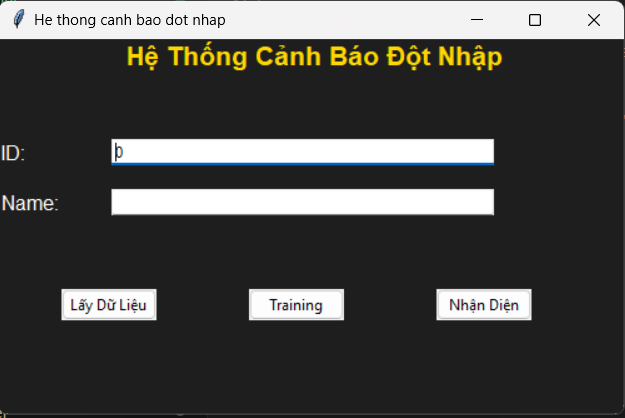 He thong canh bao dot nhap
Hệ Thống Cảnh Báo Đột Nhập
ID: 0
Name:
Lấy Dữ Liệu Training Nhận Diện